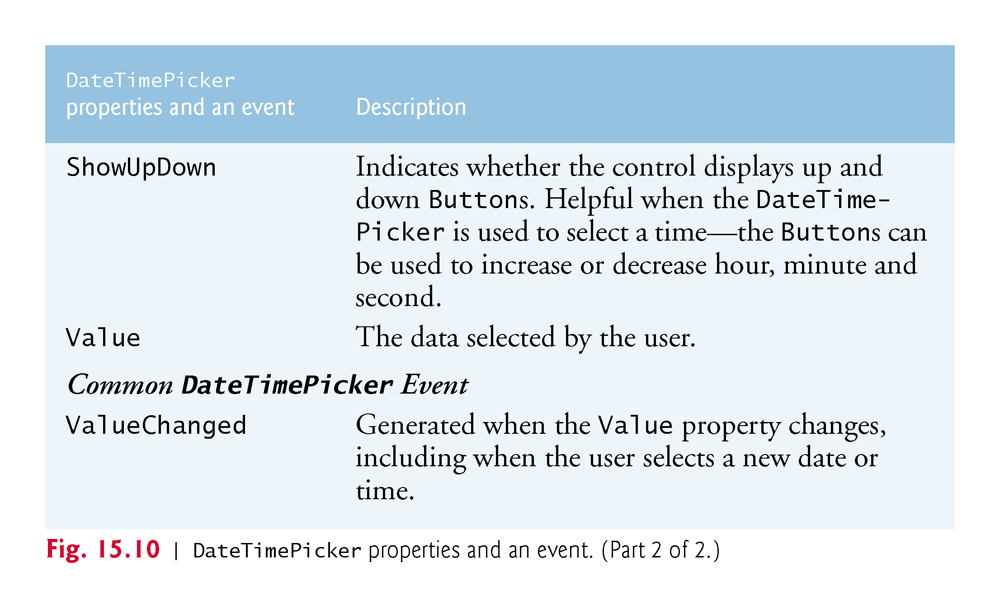 DateTimePicker
properties and an event Description
ShowUpDown Indicates whether the control displays up and
down Buttons. Helpful when the DateTime-
Picker is used to select a time—the Buttons can
be used to increase or decrease hour, minute and
second.
Value The data selected by the user.
Common DateTimePicker Event
ValueChanged Generated when the Value property changes,
including when the user selects a new date or
time.
Fig. 15.10 | DateTimePicker properties and an event. (Part 2 of 2.)